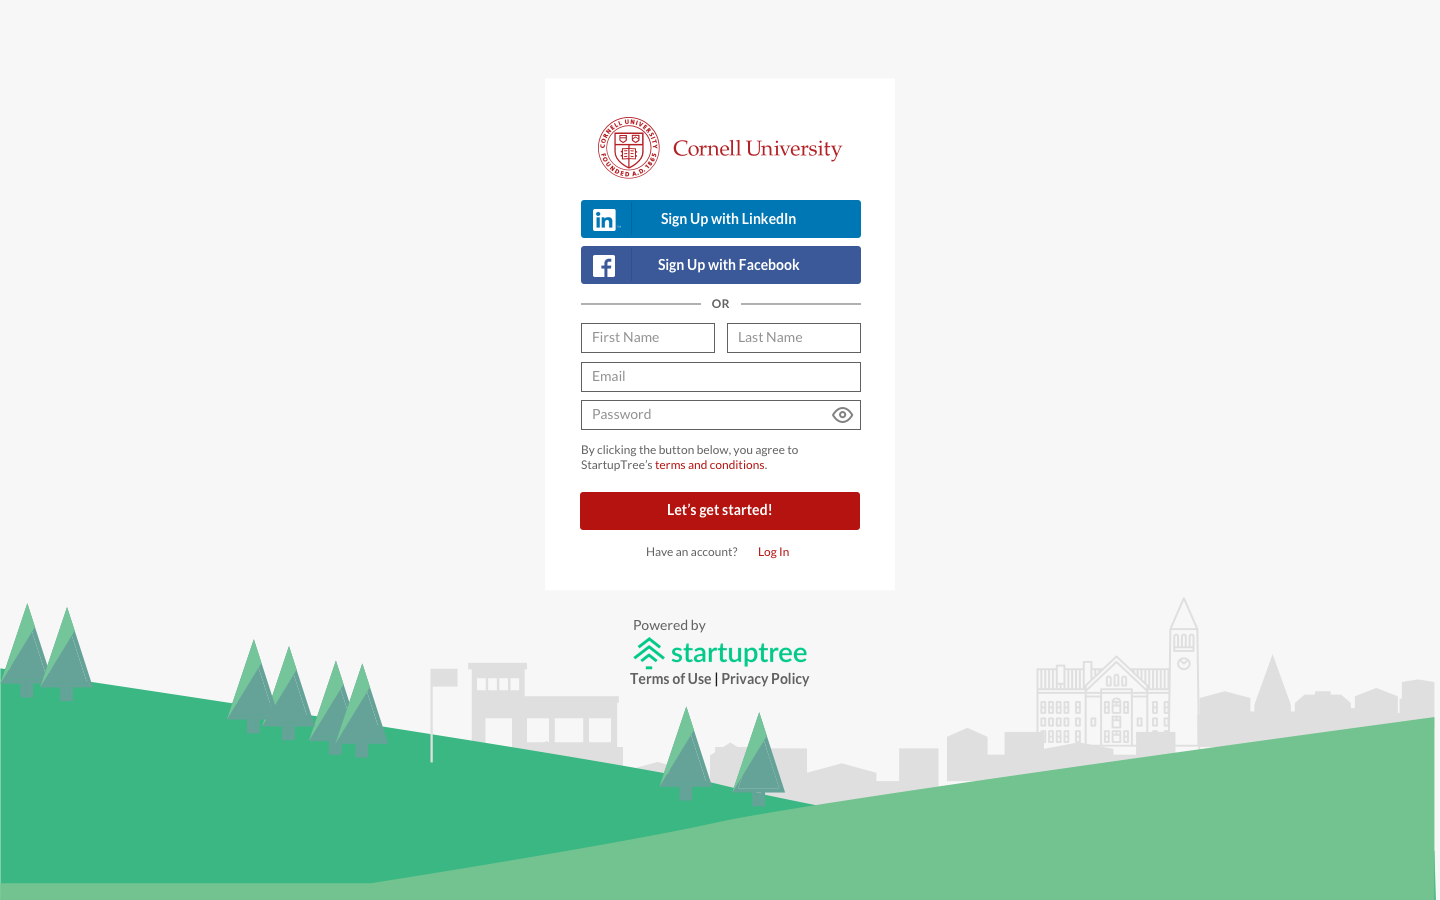 CORNELL UNIVERSITY
FOUNDED A.D. 1865
Cornell University
in
Sign Up with LinkedIn
f
Sign Up with Facebook
OR
First Name
Last Name
Email
Password
By clicking the button below, you agree to
StartupTree's terms and conditions.
Let's get started!
Have an account? Log In
Powered by
startuptree
Terms of Use | Privacy Policy